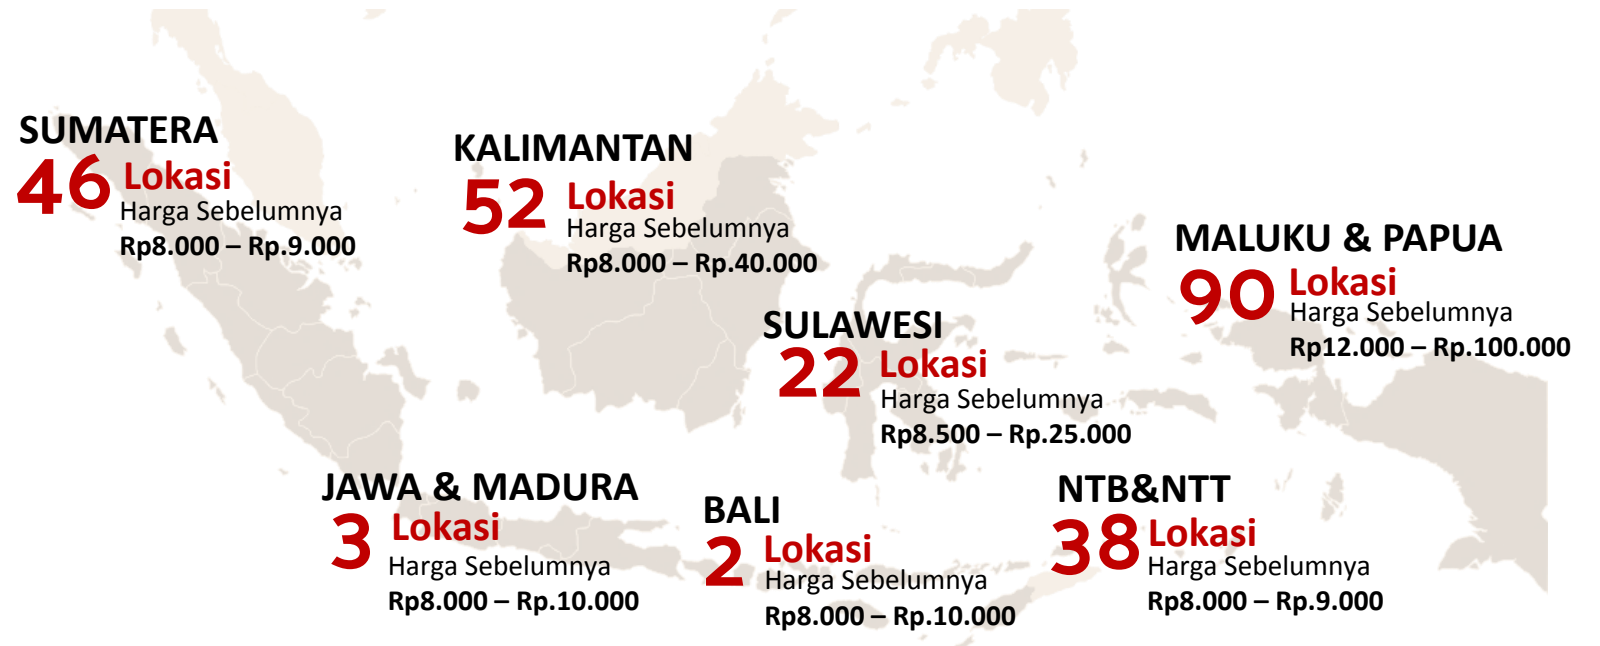 SUMATERA
46 Lokasi
Harga Sebelumnya
Rp8.000 – Rp.9.000
KALIMANTAN
52 Lokasi
Harga Sebelumnya
Rp8.000 – Rp.40.000
MALUKU & PAPUA
90 Lokasi
Harga Sebelumnya
Rp12.000 – Rp.100.000
SULAWESI
22 Lokasi
Harga Sebelumnya
Rp8.500 – Rp.25.000
JAWA & MADURA
3 Lokasi
Harga Sebelumnya
Rp8.000 – Rp.10.000
BALI
2 Lokasi
Harga Sebelumnya
Rp8.000 – Rp.10.000
NTB&NTT
38 Lokasi
Harga Sebelumnya
Rp8.000 – Rp.9.000